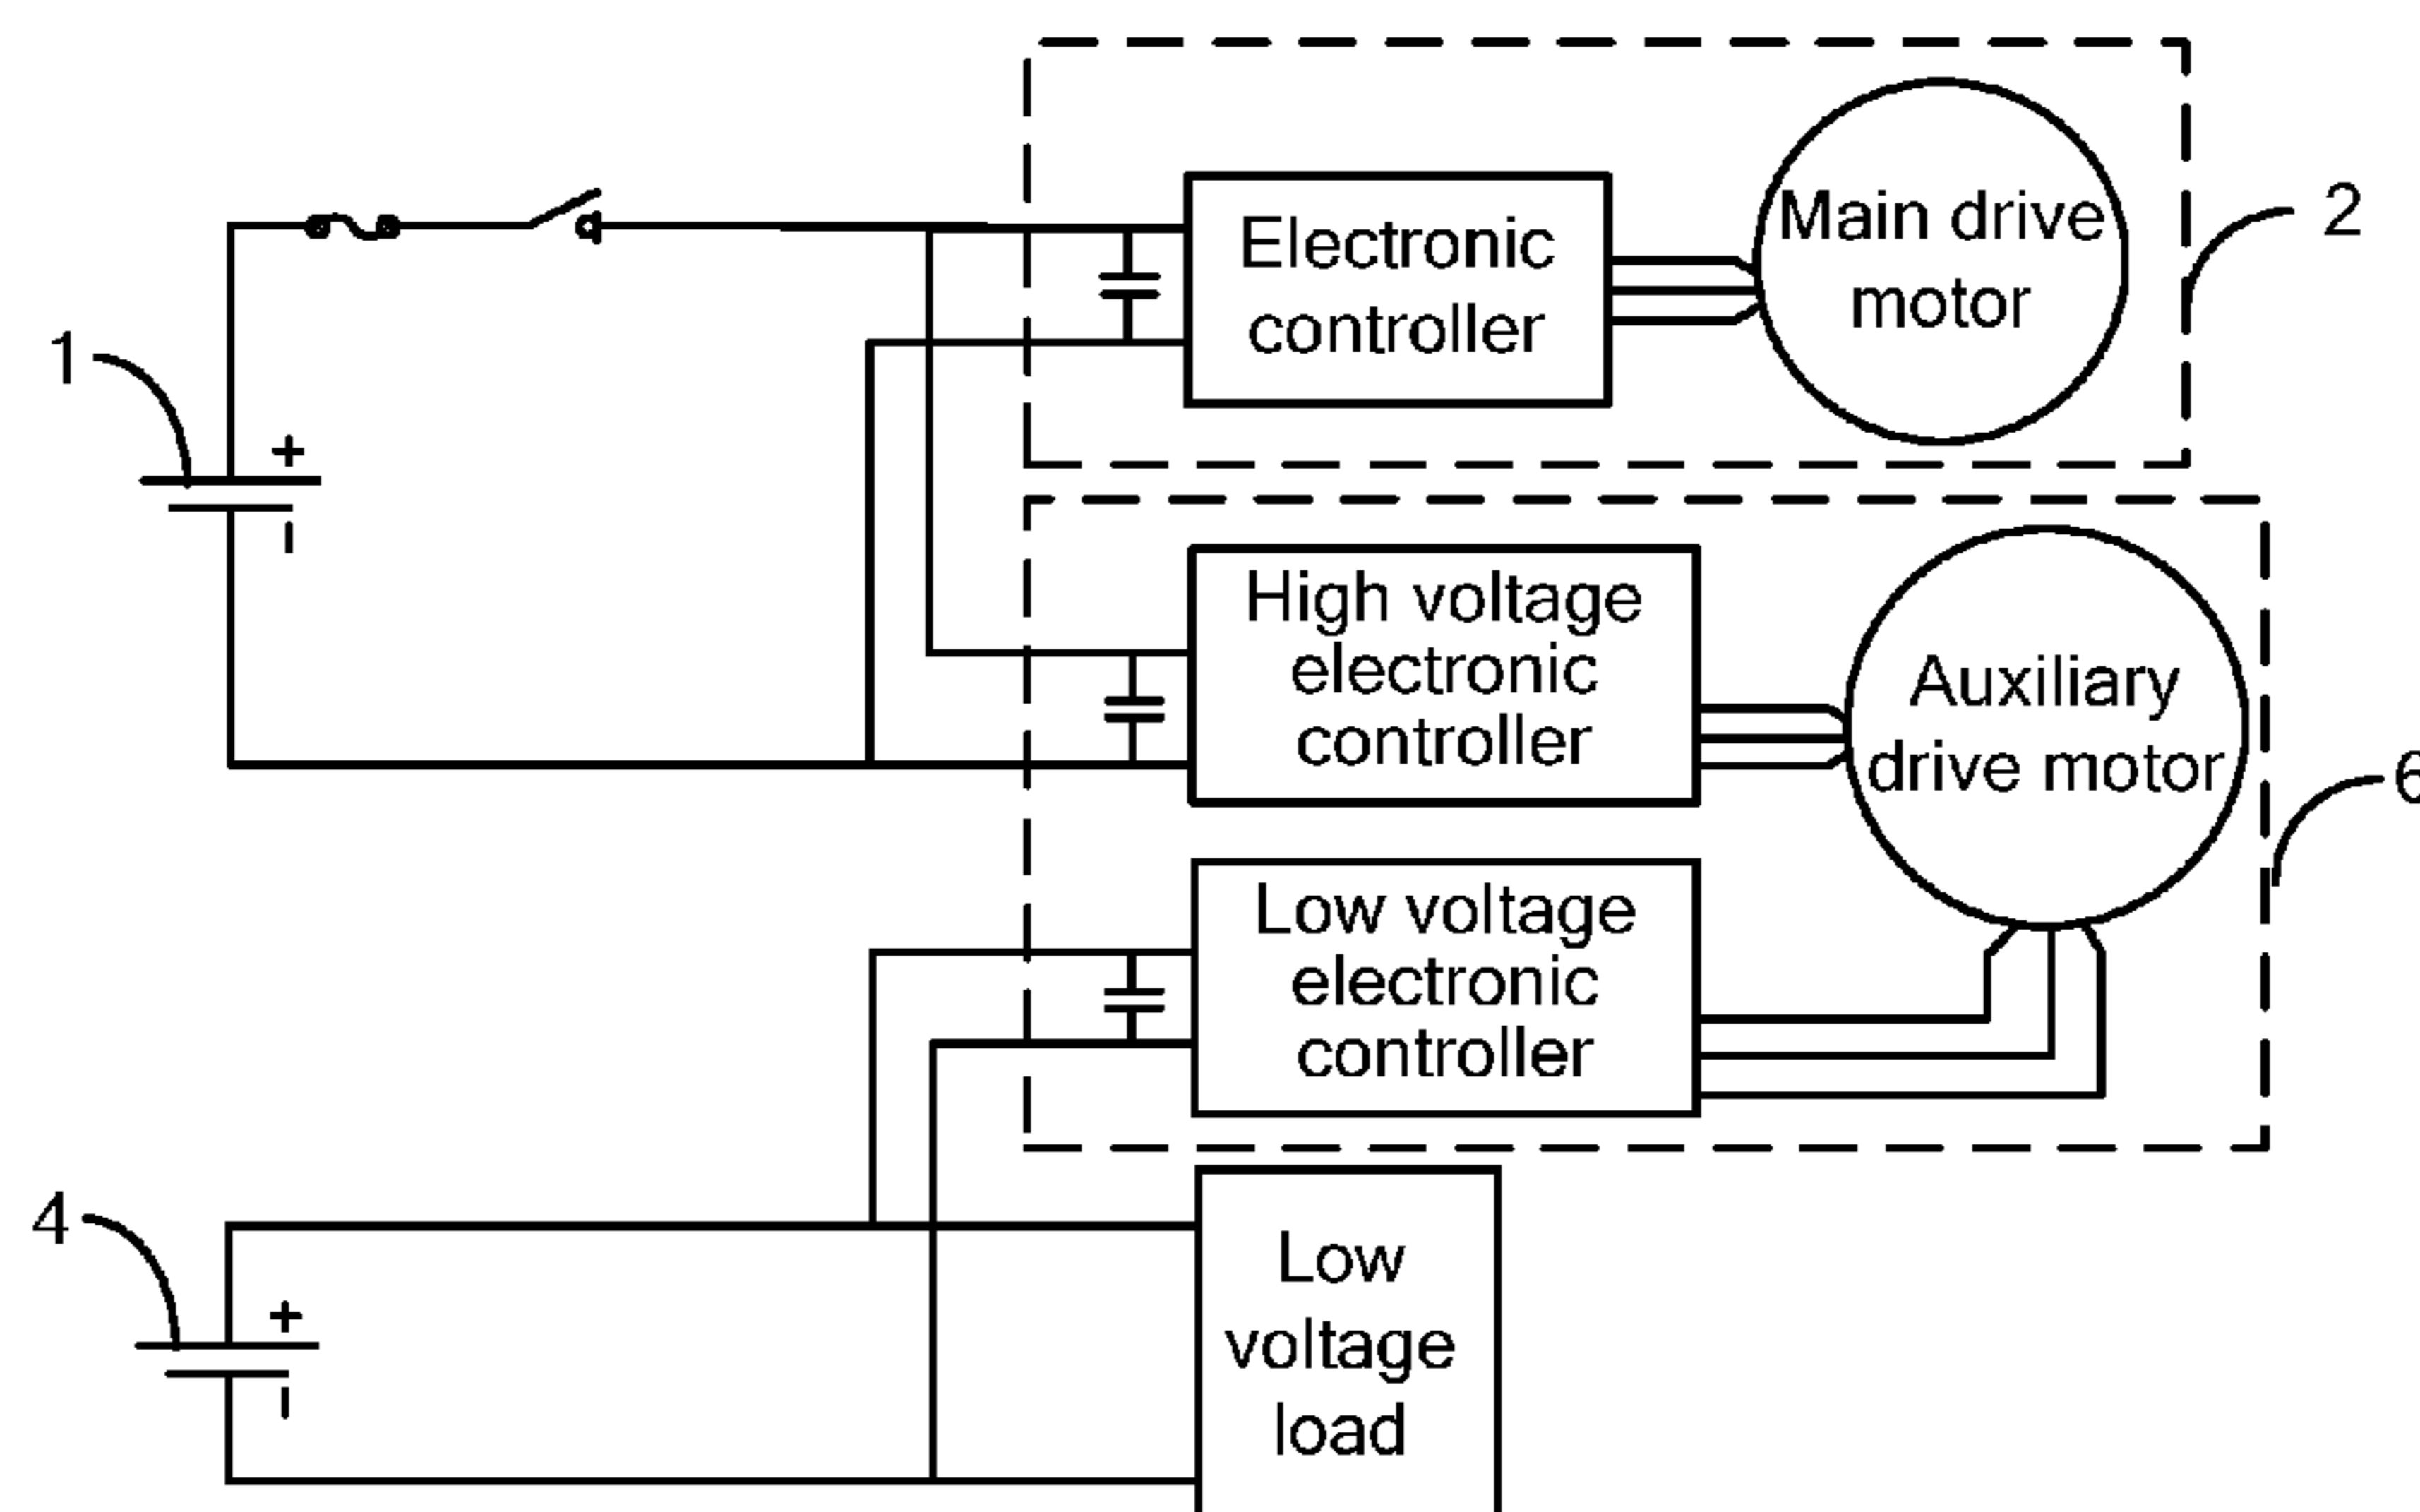 Electronic
controller
Main drive
motor
2
1
+
−
High voltage
electronic
controller
Auxiliary
drive motor
6
Low voltage
electronic
controller
4
+
−
Low
voltage
load